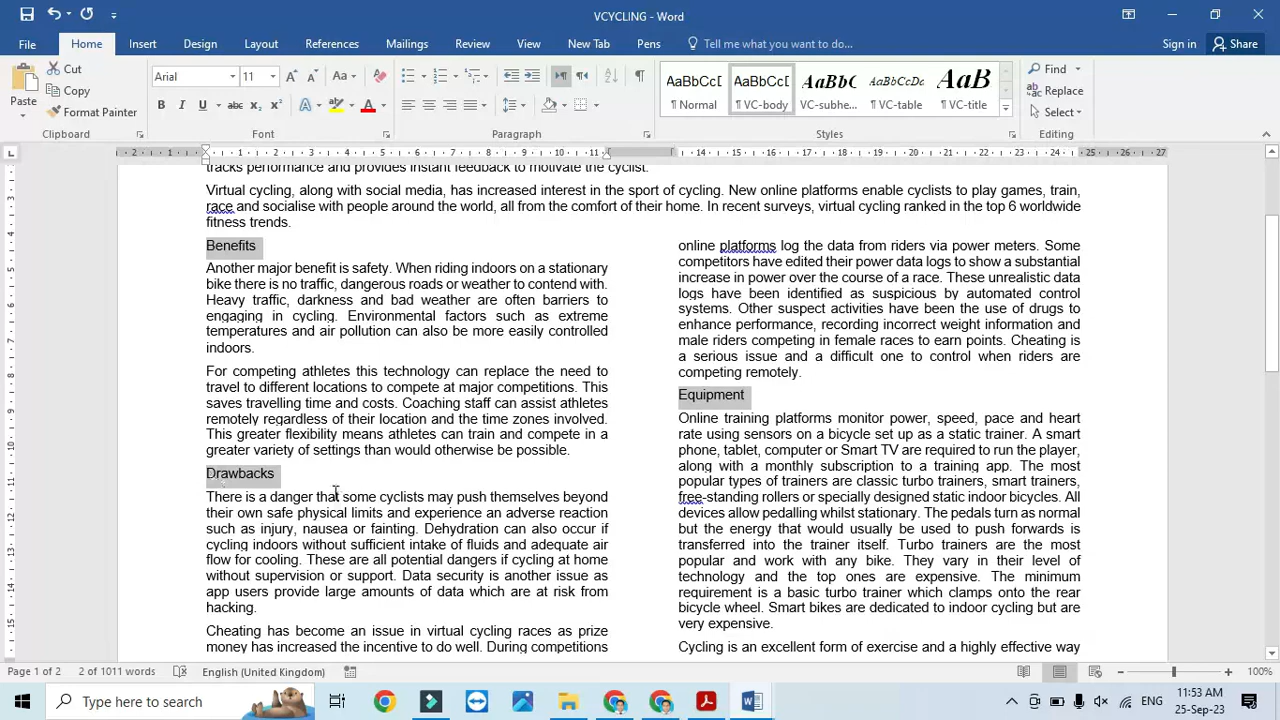 VCYCLING - Word
File Home Insert Design Layout References Mailings Review View New Tab Pens Tell me what you want to do... Sign in Share
Paste
Cut
Copy
Format Painter
Clipboard
Arial 11
Font
Paragraph
AaBbCcD AaBbCcD AaBbC AaBbCcDc AaB
¶ Normal ¶ VC-body VC-subhe... ¶ VC-table ¶ VC-title
Styles
Find
Replace
Select
Editing
tracks performance and provides instant feedback to motivate the cyclist.
Virtual cycling, along with social media, has increased interest in the sport of cycling. New online platforms enable cyclists to play games, train,
race and socialise with people around the world, all from the comfort of their home. In recent surveys, virtual cycling ranked in the top 6 worldwide
fitness trends.
Benefits
Another major benefit is safety. When riding indoors on a stationary
bike there is no traffic, dangerous roads or weather to contend with.
Heavy traffic, darkness and bad weather are often barriers to
engaging in cycling. Environmental factors such as extreme
temperatures and air pollution can also be more easily controlled
indoors.
For competing athletes this technology can replace the need to
travel to different locations to compete at major competitions. This
saves travelling time and costs. Coaching staff can assist athletes
remotely regardless of their location and the time zones involved.
This greater flexibility means athletes can train and compete in a
greater variety of settings than would otherwise be possible.
Drawbacks
There is a danger that some cyclists may push themselves beyond
their own safe physical limits and experience an adverse reaction
such as injury, nausea or fainting. Dehydration can also occur if
cycling indoors without sufficient intake of fluids and adequate air
flow for cooling. These are all potential dangers if cycling at home
without supervision or support. Data security is another issue as
app users provide large amounts of data which are at risk from
hacking.
Cheating has become an issue in virtual cycling races as prize
money has increased the incentive to do well. During competitions
online platforms log the data from riders via power meters. Some
competitors have edited their power data logs to show a substantial
increase in power over the course of a race. These unrealistic data
logs have been identified as suspicious by automated control
systems. Other suspect activities have been the use of drugs to
enhance performance, recording incorrect weight information and
male riders competing in female races to earn points. Cheating is
a serious issue and a difficult one to control when riders are
competing remotely.
Equipment
Online training platforms monitor power, speed, pace and heart
rate using sensors on a bicycle set up as a static trainer. A smart
phone, tablet, computer or Smart TV are required to run the player,
along with a monthly subscription to a training app. The most
popular types of trainers are classic turbo trainers, smart trainers,
free-standing rollers or specially designed static indoor bicycles. All
devices allow pedalling whilst stationary. The pedals turn as normal
but the energy that would usually be used to push forwards is
transferred into the trainer itself. Turbo trainers are the most
popular and work with any bike. They vary in their level of
technology and the top ones are expensive. The minimum
requirement is a basic turbo trainer which clamps onto the rear
bicycle wheel. Smart bikes are dedicated to indoor cycling but are
very expensive.
Cycling is an excellent form of exercise and a highly effective way
Page 1 of 2 2 of 1011 words English (United Kingdom) 100%
Type here to search
ENG
11:53 AM
25-Sep-23